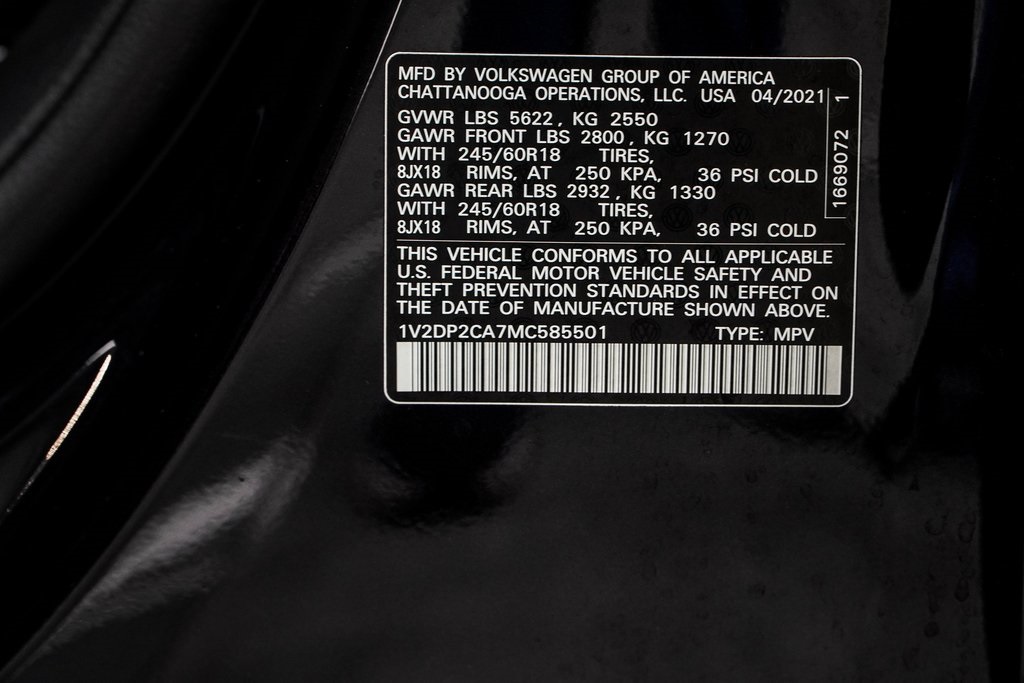 MFD BY VOLKSWAGEN GROUP OF AMERICA
CHATTANOOGA OPERATIONS, LLC. USA 04/2021
GVWR LBS 5622, KG 2550
GAWR FRONT LBS 2800, KG 1270
WITH 245/60R18 TIRES,
8JX18 RIMS, AT 250 KPA, 36 PSI COLD
GAWR REAR LBS 2932, KG 1330
WITH 245/60R18 TIRES,
8JX18 RIMS, AT 250 KPA, 36 PSI COLD
THIS VEHICLE CONFORMS TO ALL APPLICABLE
U.S. FEDERAL MOTOR VEHICLE SAFETY AND
THEFT PREVENTION STANDARDS IN EFFECT ON
THE DATE OF MANUFACTURE SHOWN ABOVE.
1V2DP2CA7MC585501 TYPE: MPV
1669072 1